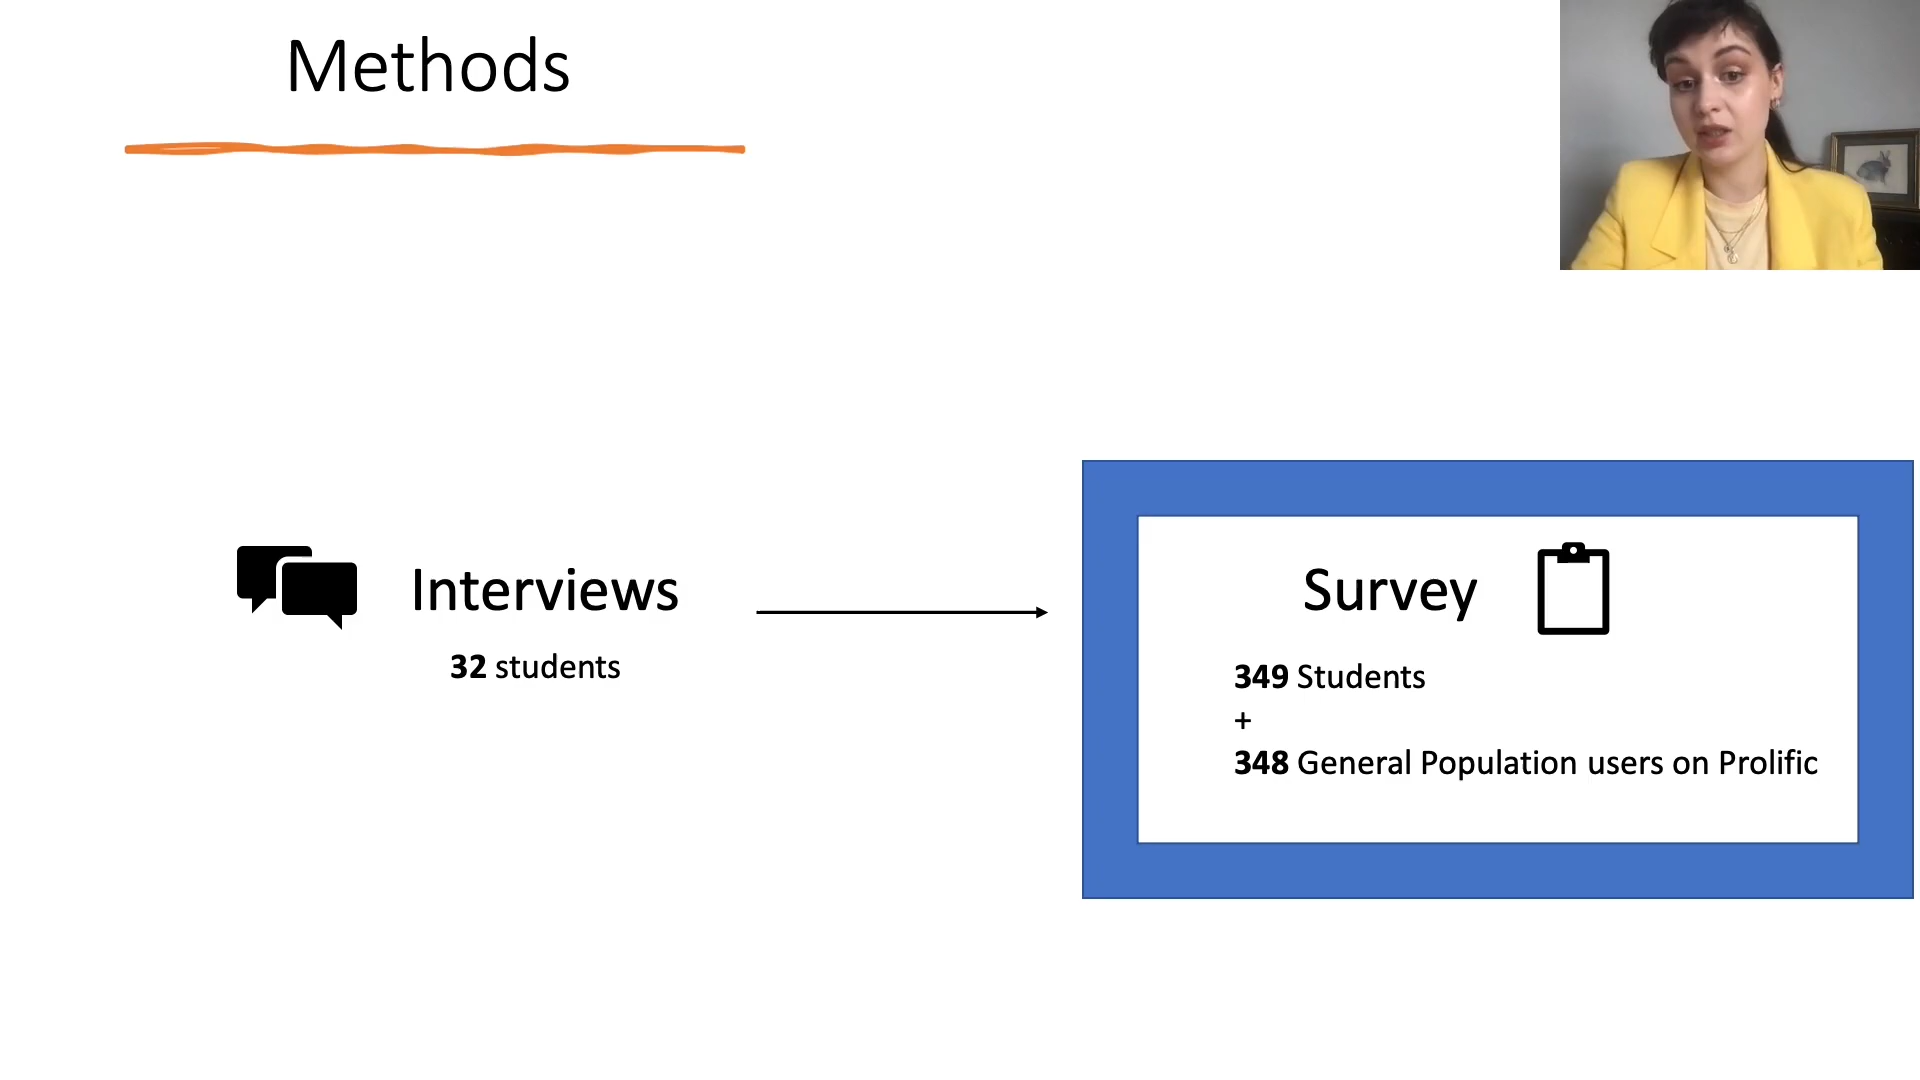 Methods
Interviews
32 students
Survey
349 Students
+
348 General Population users on Prolific